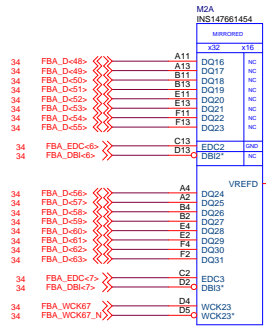 M2A
INS147661454
MIRRORED
x32 x16
34 FBA_D<48> A11 DQ16 NC
34 FBA_D<49> A13 DQ17 NC
34 FBA_D<50> B11 DQ18 NC
34 FBA_D<51> B13 DQ19 NC
34 FBA_D<52> E11 DQ20 NC
34 FBA_D<53> E13 DQ21 NC
34 FBA_D<54> F11 DQ22 NC
34 FBA_D<55> F13 DQ23 NC
34 FBA_EDC<6> C13 EDC2 GND
34 FBA_DBI<6> D13 DBI2* NC
VREFD
34 FBA_D<56> A4 DQ24
34 FBA_D<57> A2 DQ25
34 FBA_D<58> B4 DQ26
34 FBA_D<59> B2 DQ27
34 FBA_D<60> E4 DQ28
34 FBA_D<61> E2 DQ29
34 FBA_D<62> F4 DQ30
34 FBA_D<63> F2 DQ31
34 FBA_EDC<7> C2 EDC3
34 FBA_DBI<7> D2 DBI3*
34 FBA_WCK67 D4 WCK23
34 FBA_WCK67_N D5 WCK23*